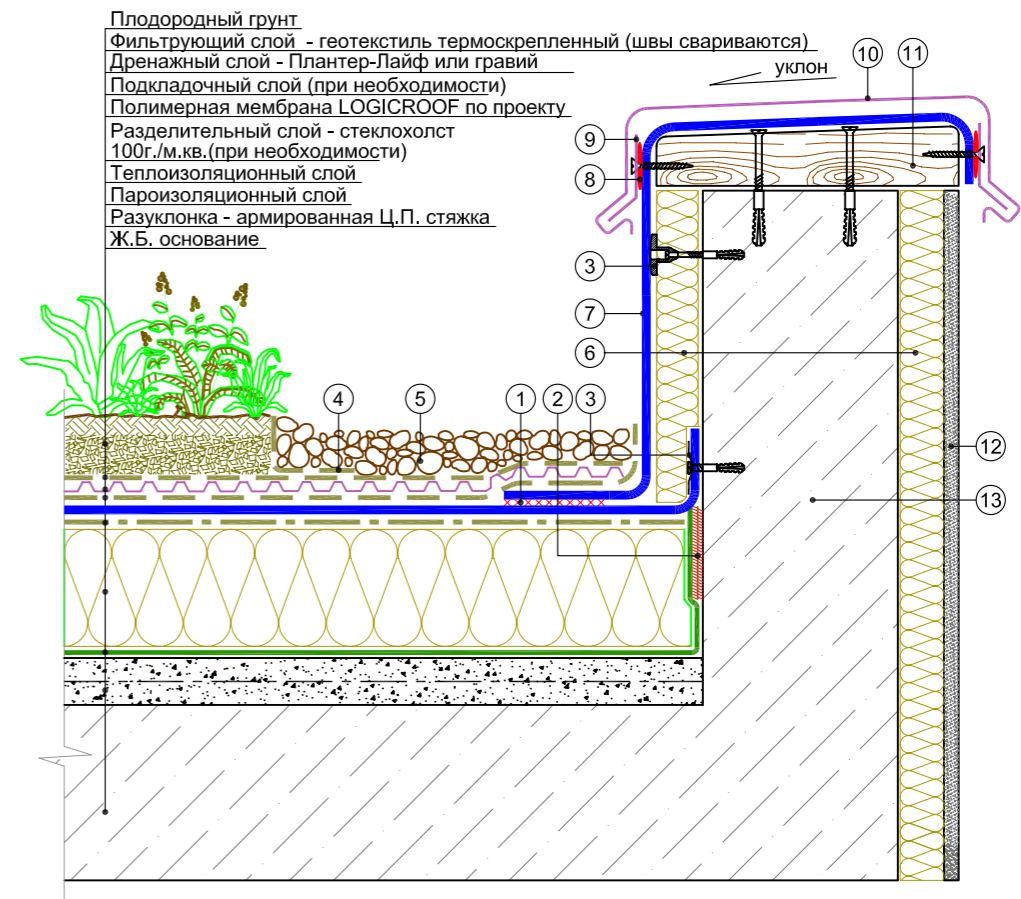 Плодородный грунт
Фильтрующий слой - геотекстиль термоскрепленный (швы свариваются)
Дренажный слой - Плантер-Лайф или гравий
Подкладочный слой (при необходимости)
Полимерная мембрана LOGICROOF по проекту
Разделительный слой - стеклохолст
100г./м.кв.(при необходимости)
Теплоизоляционный слой
Пароизоляционный слой
Разуклонка - армированная Ц.П. стяжка
Ж.Б. основание
уклон
10
11
9
8
3
7
6
4
5
1
2
3
12
13